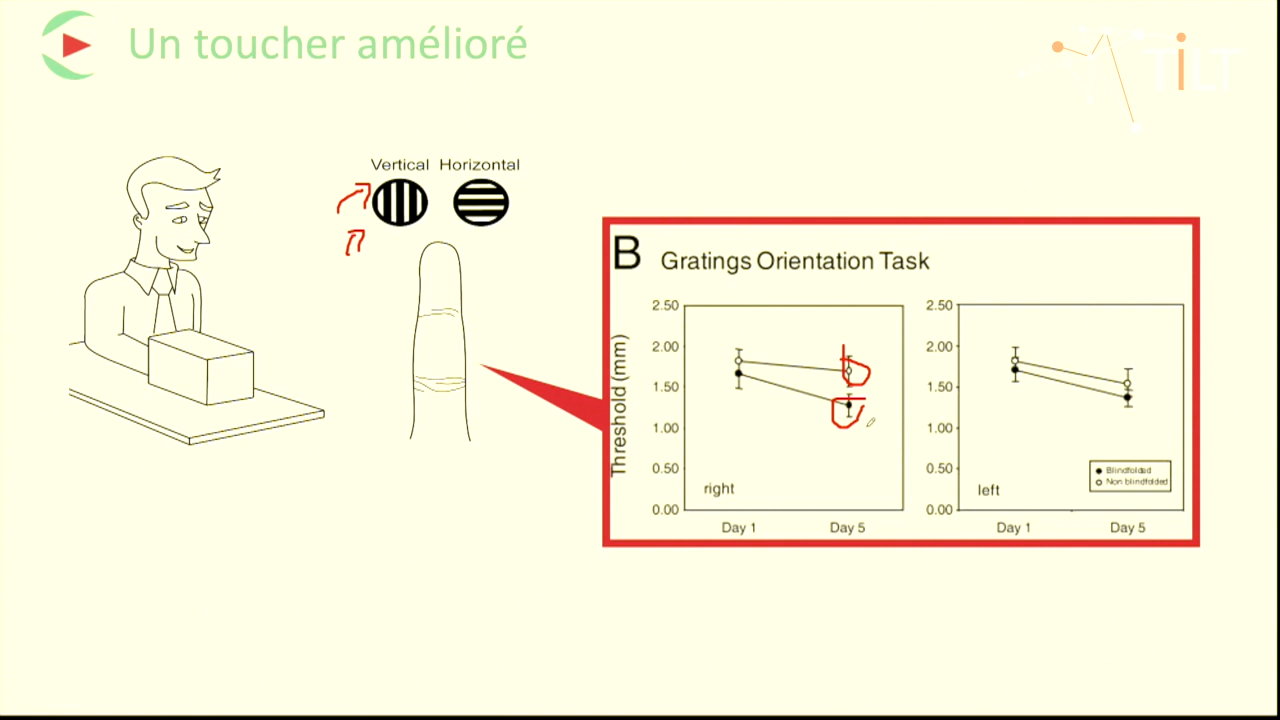 Un toucher amélioré
TiLT
Vertical Horizontal
B Gratings Orientation Task
Threshold (mm)
2.50
2.00
1.50
1.00
0.50
0.00
right
Day 1 Day 5
2.50
2.00
1.50
1.00
0.50
0.00
Blindfolded
Non blindfolded
left
Day 1 Day 5